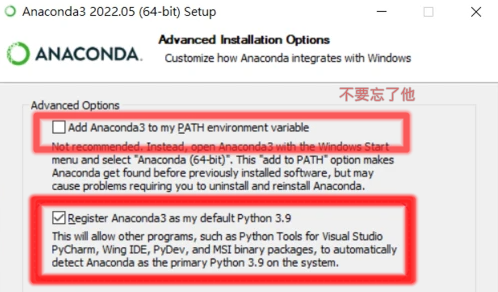 Anaconda3 2022.05 (64-bit) Setup
ANACONDA.
Advanced Installation Options
Customize how Anaconda integrates with Windows
不要忘了他
Advanced Options
Add Anaconda3 to my PATH environment variable
Not recommended. Instead, open Anaconda3 with the Windows Start
menu and select "Anaconda (64-bit)". This "add to PATH" option makes
Anaconda get found before previously installed software, but may
cause problems requiring you to uninstall and reinstall Anaconda.
Register Anaconda3 as my default Python 3.9
This will allow other programs, such as Python Tools for Visual Studio
PyCharm, Wing IDE, PyDev, and MSI binary packages, to automatically
detect Anaconda as the primary Python 3.9 on the system.